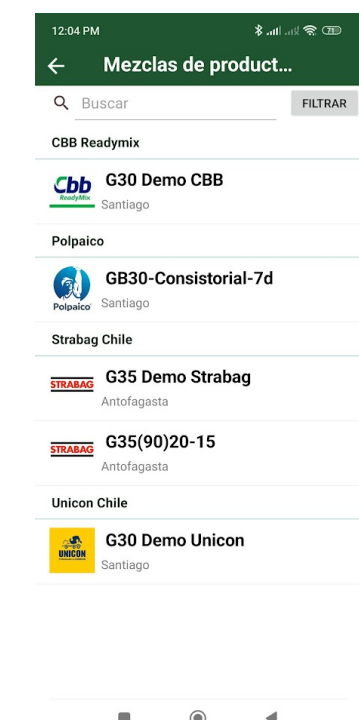 12:04 PM
Mezclas de product...
Buscar
FILTRAR
CBB Readymix
Cbb
ReadyMix
G30 Demo CBB
Santiago
Polpaico
Polpaico
GB30-Consistorial-7d
Santiago
Strabag Chile
STRABAG
G35 Demo Strabag
Antofagasta
STRABAG
G35(90)20-15
Antofagasta
Unicon Chile
UNICON
G30 Demo Unicon
Santiago